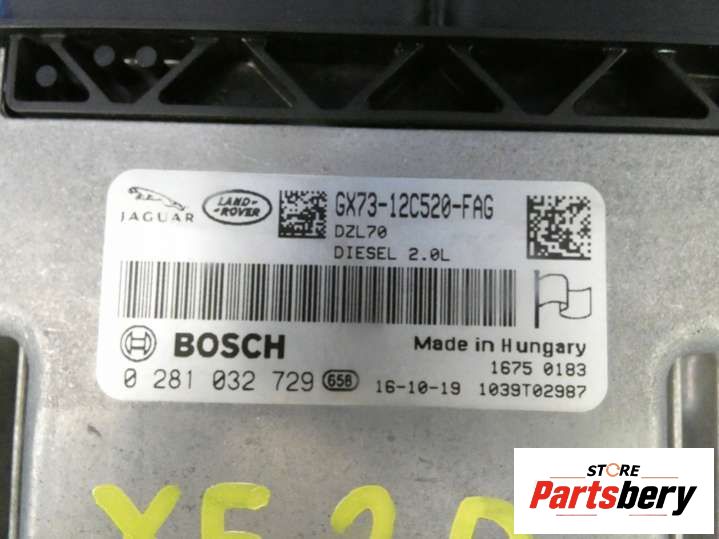 JAGUAR
LAND-
ROVER
GX73-12C520-FAG
DZL70
DIESEL 2.0L
BOSCH
Made in Hungary
1675 0183
0 281 032 729 G5B 16-10-19 1039T02987
STORE
Partsbery